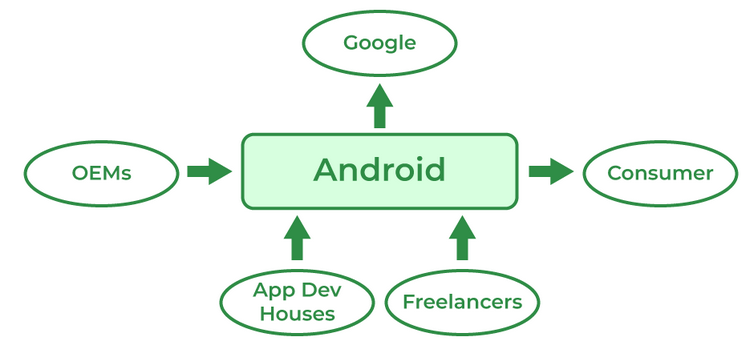 Google
OEMs
Android
Consumer
App Dev
Houses
Freelancers